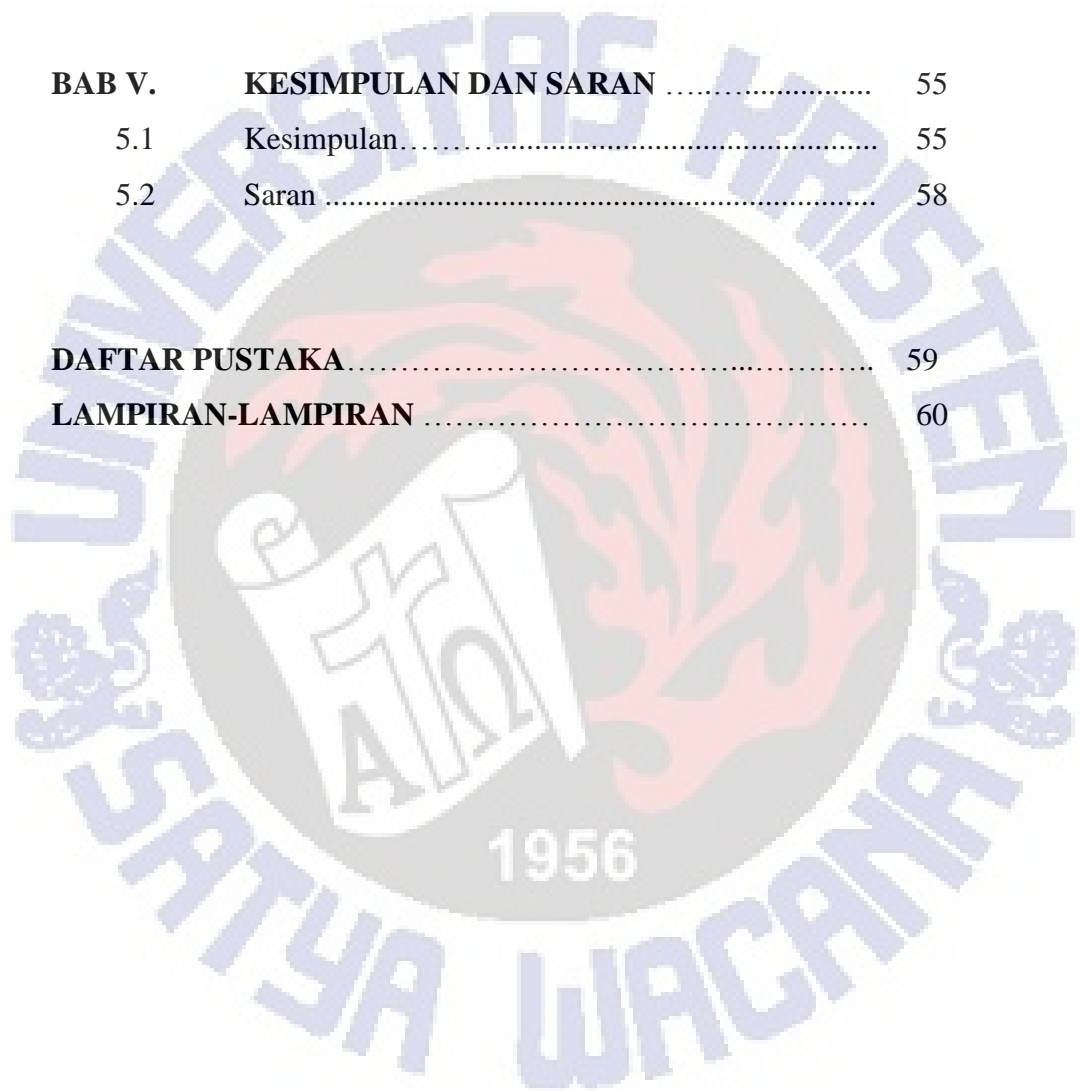 BAB V. KESIMPULAN DAN SARAN ….…................ 55
5.1 Kesimpulan………............................................... 55
5.2 Saran .................................................................... 58
DAFTAR PUSTAKA………………………………...……….. 59
LAMPIRAN-LAMPIRAN …………………………………… 60
UNIVERSITAS KRISTEN
Α Ω
1956
SATYA WACANA